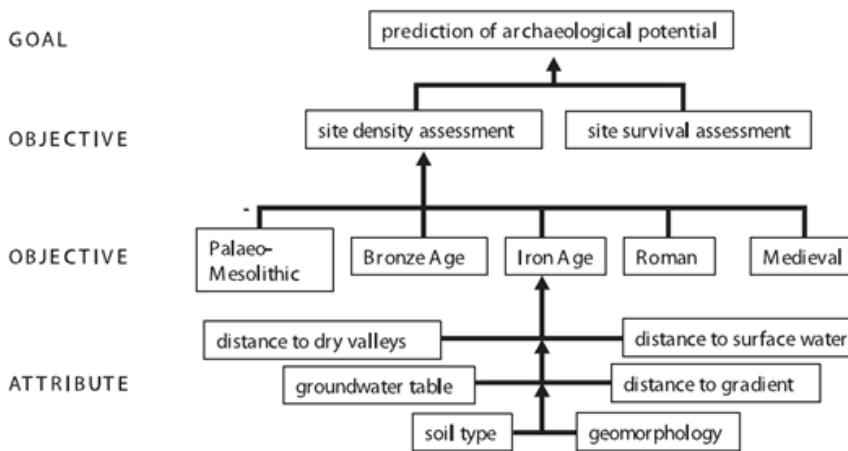 GOAL
prediction of archaeological potential
OBJECTIVE
site density assessment
site survival assessment
OBJECTIVE
Palaeo-
Mesolithic
Bronze Age
Iron Age
Roman
Medieval
distance to dry valleys
distance to surface water
ATTRIBUTE
groundwater table
distance to gradient
soil type
geomorphology